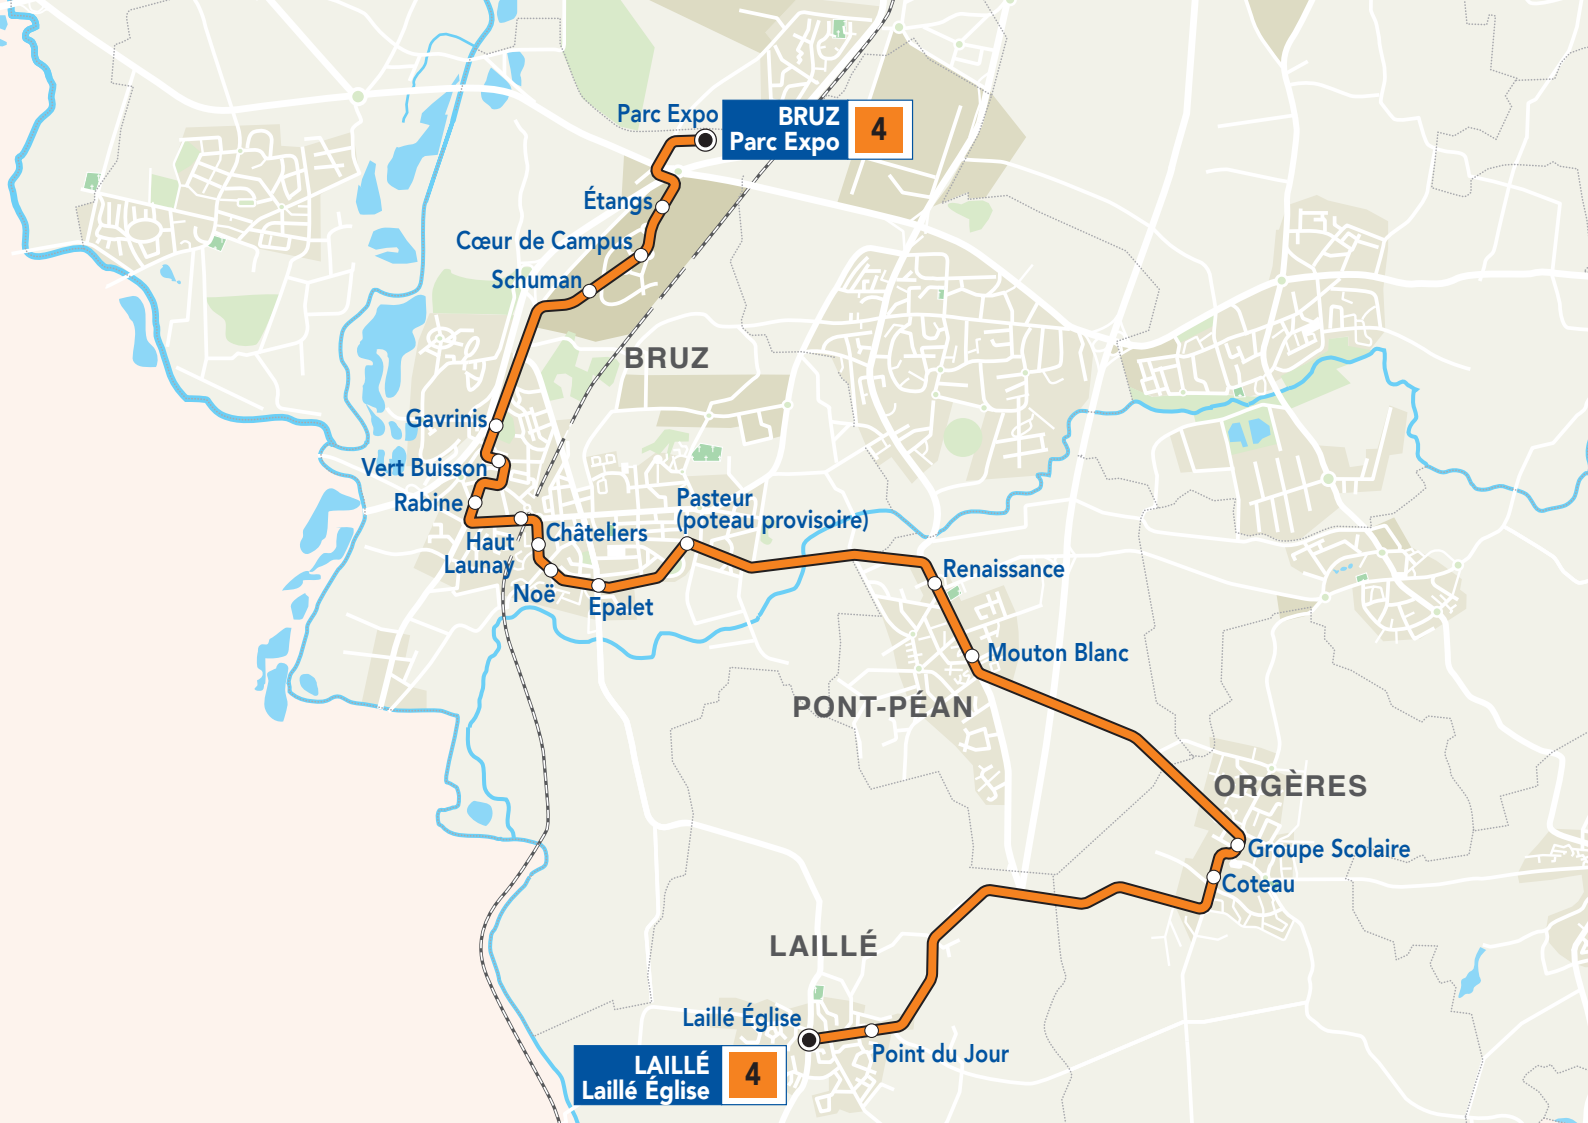 Parc Expo
BRUZ
Parc Expo
4
Étangs
Cœur de Campus
Schuman
BRUZ
Gavrinis
Vert Buisson
Rabine
Haut
Launay
Châteliers
Noë
Epalet
Pasteur
(poteau provisoire)
Renaissance
Mouton Blanc
PONT-PÉAN
ORGÈRES
Groupe Scolaire
Coteau
LAILLÉ
Laillé Église
Point du Jour
LAILLÉ
Laillé Église
4